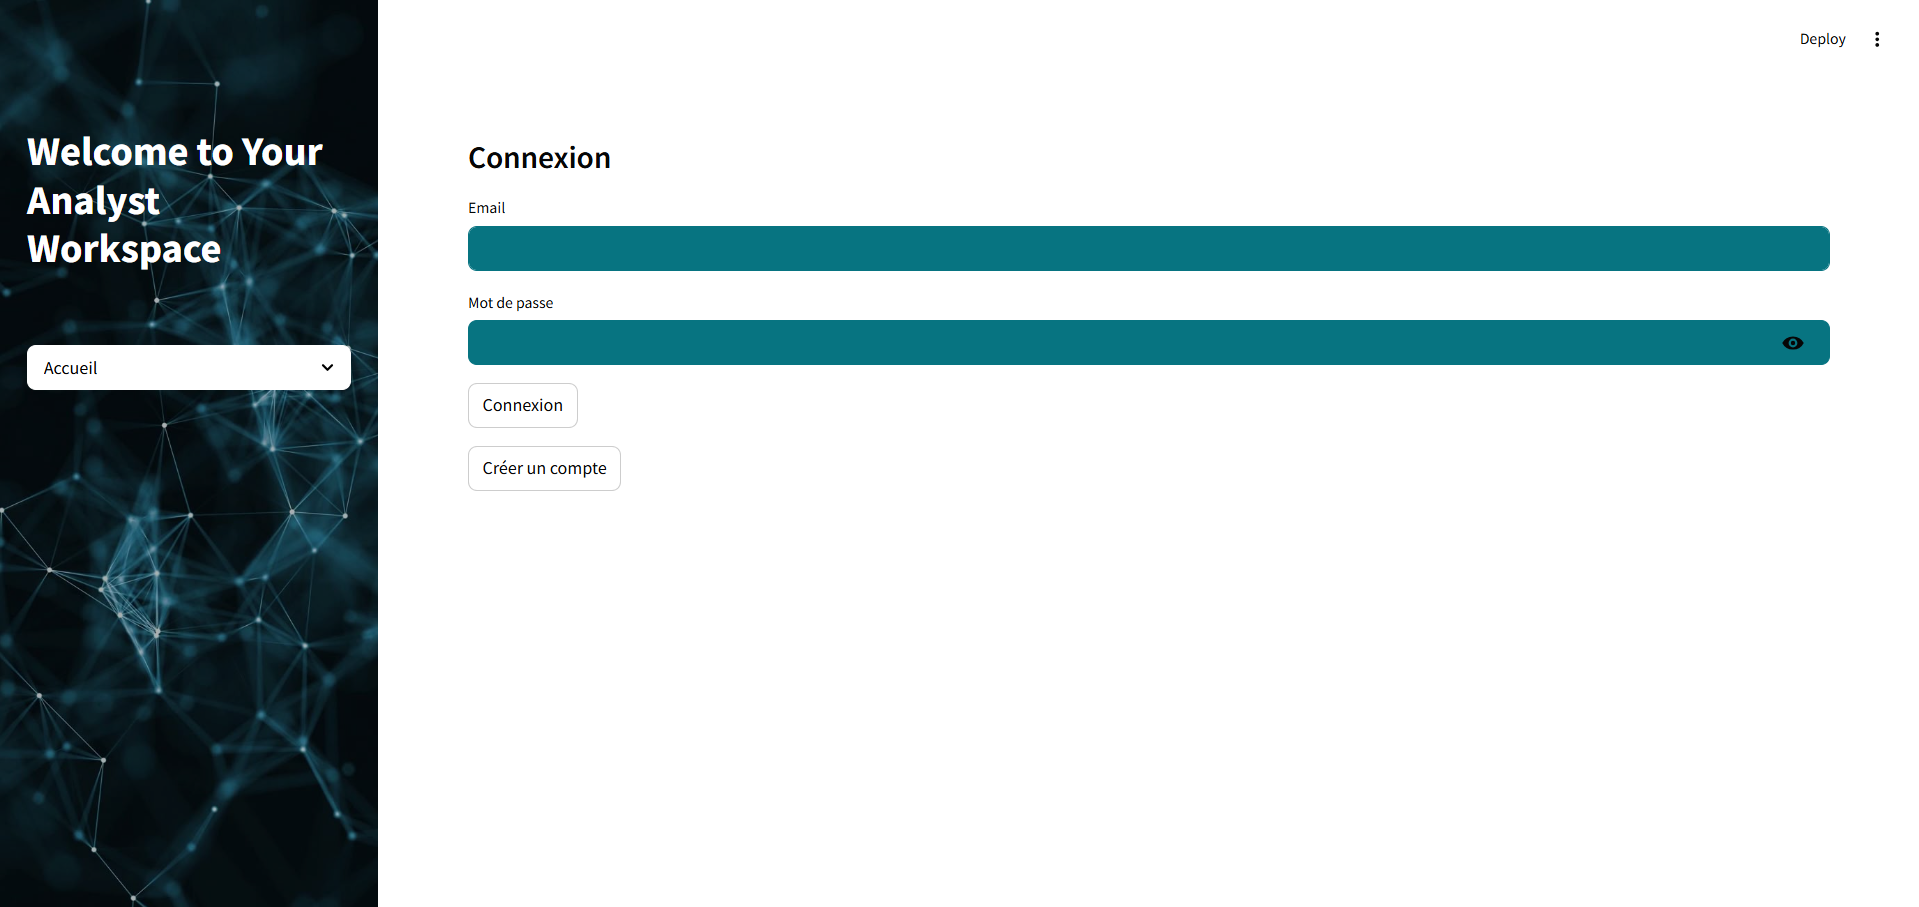 Deploy
Welcome to Your
Analyst
Workspace
Accueil
Connexion
Email
Mot de passe
Connexion
Créer un compte